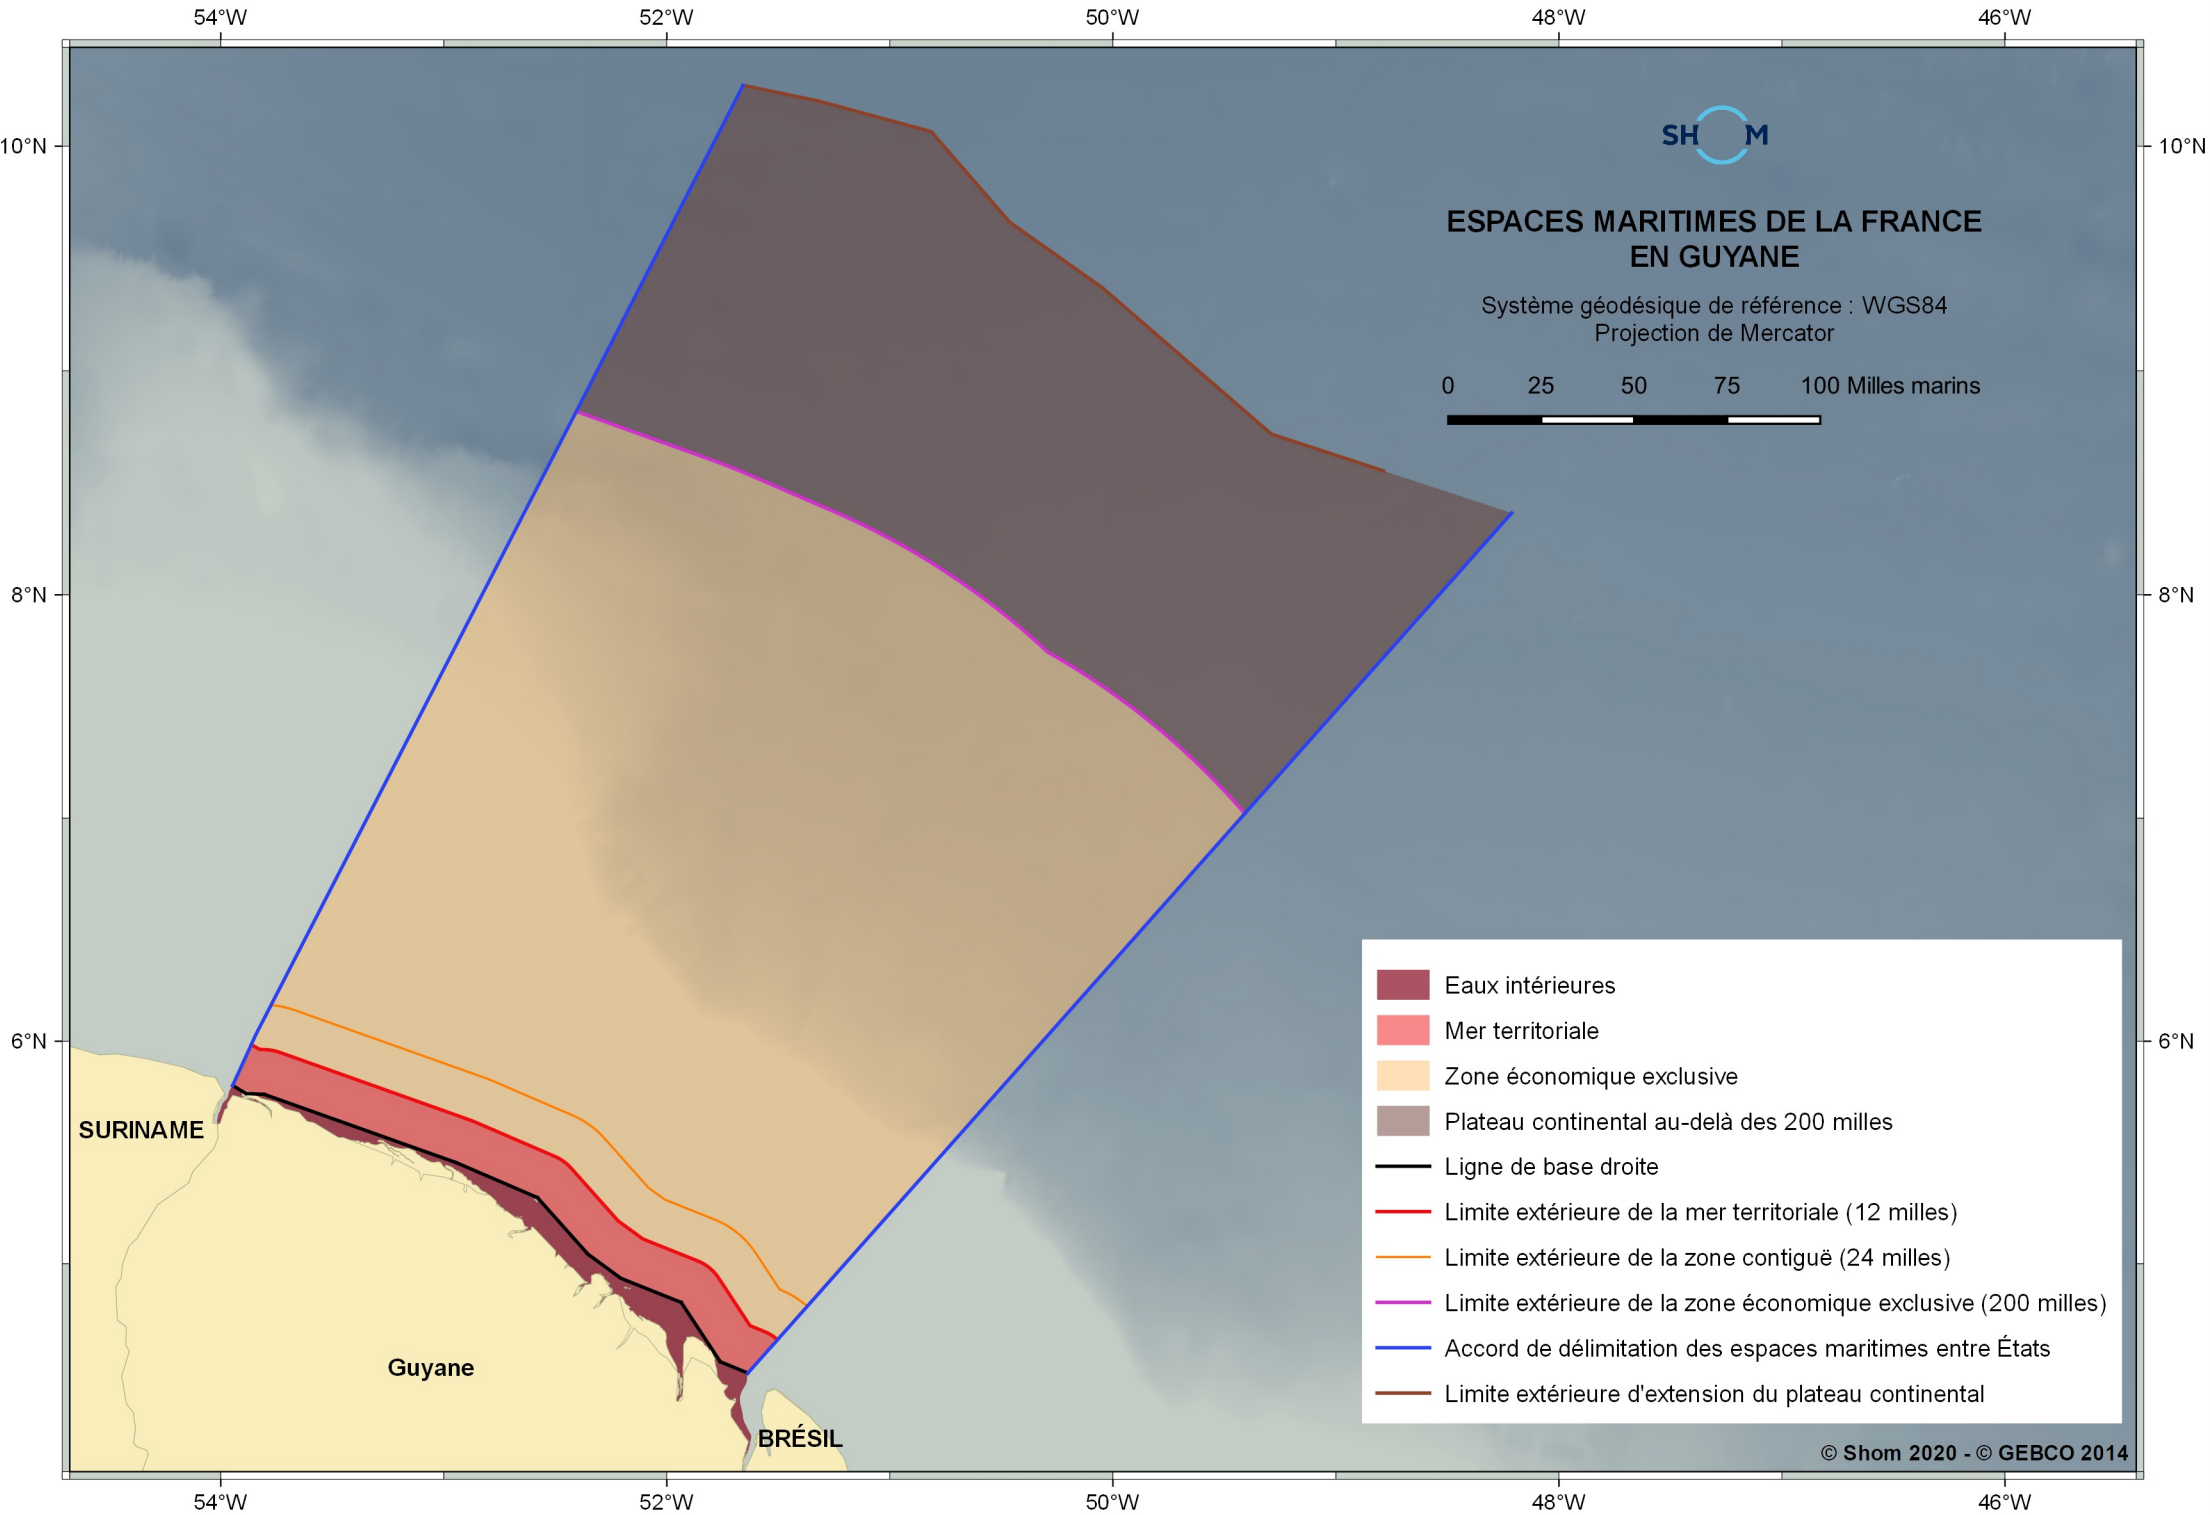 54°W 52°W 50°W 48°W 46°W
10°N 10°N
SHOM
ESPACES MARITIMES DE LA FRANCE
EN GUYANE
Système géodésique de référence : WGS84
Projection de Mercator
0 25 50 75 100 Milles marins
8°N 8°N
6°N 6°N
SURINAME
Guyane
BRÉSIL
Eaux intérieures
Mer territoriale
Zone économique exclusive
Plateau continental au-delà des 200 milles
Ligne de base droite
Limite extérieure de la mer territoriale (12 milles)
Limite extérieure de la zone contiguë (24 milles)
Limite extérieure de la zone économique exclusive (200 milles)
Accord de délimitation des espaces maritimes entre États
Limite extérieure d'extension du plateau continental
© Shom 2020 - © GEBCO 2014
54°W 52°W 50°W 48°W 46°W